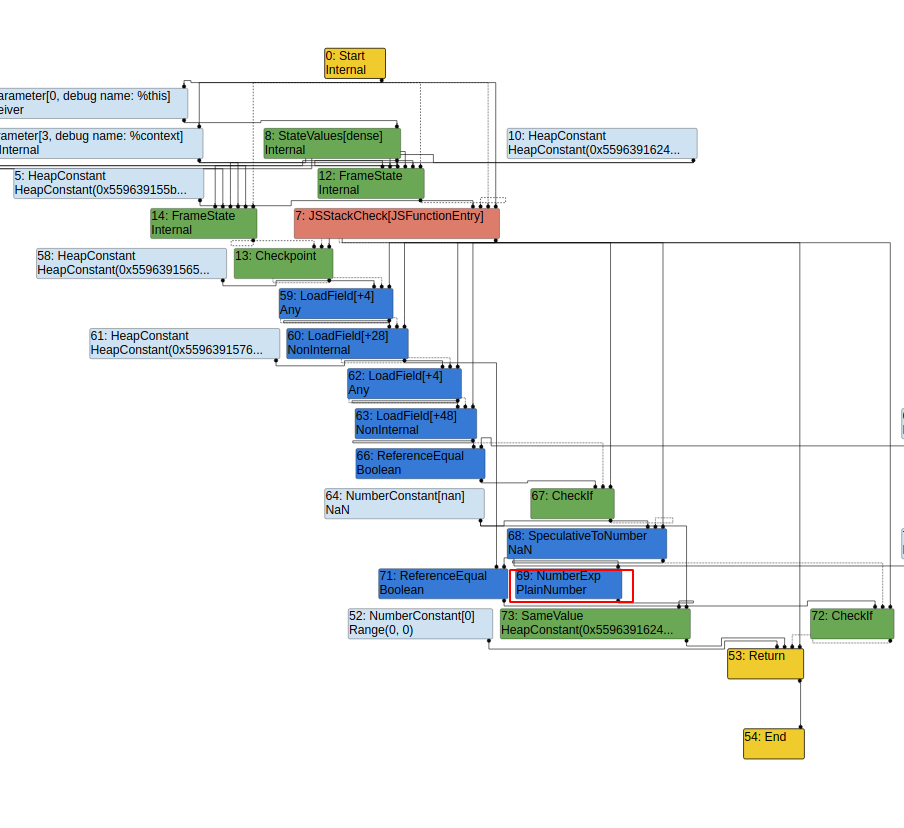 0: Start
Internal
arameter[0, debug name: %this]
eiver
rameter[3, debug name: %context]
Internal
8: StateValues[dense]
Internal
10: HeapConstant
HeapConstant(0x5596391624...
5: HeapConstant
HeapConstant(0x559639155b...
12: FrameState
Internal
14: FrameState
Internal
7: JSStackCheck[JSFunctionEntry]
58: HeapConstant
HeapConstant(0x5596391565...
13: Checkpoint
59: LoadField[+4]
Any
61: HeapConstant
HeapConstant(0x5596391576...
60: LoadField[+28]
NonInternal
62: LoadField[+4]
Any
63: LoadField[+48]
NonInternal
66: ReferenceEqual
Boolean
64: NumberConstant[nan]
NaN
67: CheckIf
68: SpeculativeToNumber
NaN
71: ReferenceEqual
Boolean
69: NumberExp
PlainNumber
52: NumberConstant[0]
Range(0, 0)
73: SameValue
HeapConstant(0x5596391624...
72: CheckIf
53: Return
54: End